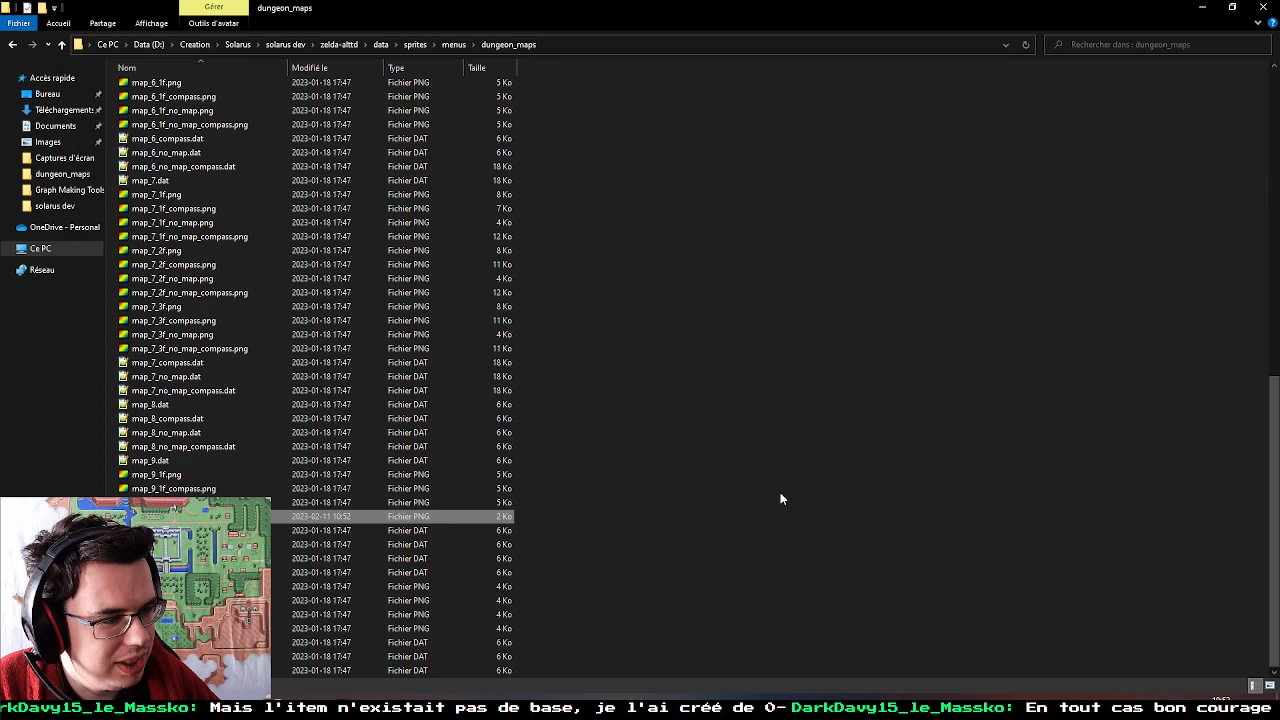 Gérer
dungeon_maps
Fichier
Accueil
Partage
Affichage
Outils d'avatar
Ce PC > Data (D:) > Creation > Solarus > solarus dev > zelda-alttd > data > sprites > menus > dungeon_maps
Rechercher dans : dungeon_maps
Accès rapide
Bureau
Téléchargements
Documents
Images
Captures d'écran
dungeon_maps
Graph Making Tools
solarus dev
OneDrive - Personal
Ce PC
Réseau
Nom Modifié le Type Taille
map_6_1f.png 2023-01-18 17:47 Fichier PNG 5 Ko
map_6_1f_compass.png 2023-01-18 17:47 Fichier PNG 5 Ko
map_6_1f_no_map.png 2023-01-18 17:47 Fichier PNG 5 Ko
map_6_1f_no_map_compass.png 2023-01-18 17:47 Fichier PNG 5 Ko
map_6_compass.dat 2023-01-18 17:47 Fichier DAT 6 Ko
map_6_no_map.dat 2023-01-18 17:47 Fichier DAT 6 Ko
map_6_no_map_compass.dat 2023-01-18 17:47 Fichier DAT 18 Ko
map_7.dat 2023-01-18 17:47 Fichier DAT 18 Ko
map_7_1f.png 2023-01-18 17:47 Fichier PNG 8 Ko
map_7_1f_compass.png 2023-01-18 17:47 Fichier PNG 7 Ko
map_7_1f_no_map.png 2023-01-18 17:47 Fichier PNG 4 Ko
map_7_1f_no_map_compass.png 2023-01-18 17:47 Fichier PNG 12 Ko
map_7_2f.png 2023-01-18 17:47 Fichier PNG 8 Ko
map_7_2f_compass.png 2023-01-18 17:47 Fichier PNG 11 Ko
map_7_2f_no_map.png 2023-01-18 17:47 Fichier PNG 4 Ko
map_7_2f_no_map_compass.png 2023-01-18 17:47 Fichier PNG 12 Ko
map_7_3f.png 2023-01-18 17:47 Fichier PNG 8 Ko
map_7_3f_compass.png 2023-01-18 17:47 Fichier PNG 11 Ko
map_7_3f_no_map.png 2023-01-18 17:47 Fichier PNG 4 Ko
map_7_3f_no_map_compass.png 2023-01-18 17:47 Fichier PNG 11 Ko
map_7_compass.dat 2023-01-18 17:47 Fichier DAT 18 Ko
map_7_no_map.dat 2023-01-18 17:47 Fichier DAT 18 Ko
map_7_no_map_compass.dat 2023-01-18 17:47 Fichier DAT 18 Ko
map_8.dat 2023-01-18 17:47 Fichier DAT 6 Ko
map_8_compass.dat 2023-01-18 17:47 Fichier DAT 6 Ko
map_8_no_map.dat 2023-01-18 17:47 Fichier DAT 6 Ko
map_8_no_map_compass.dat 2023-01-18 17:47 Fichier DAT 6 Ko
map_9.dat 2023-01-18 17:47 Fichier DAT 6 Ko
map_9_1f.png 2023-01-18 17:47 Fichier PNG 5 Ko
map_9_1f_compass.png 2023-01-18 17:47 Fichier PNG 5 Ko
2023-01-18 17:47 Fichier PNG 5 Ko
2023-02-11 10:52 Fichier PNG 2 Ko
2023-01-18 17:47 Fichier DAT 6 Ko
2023-01-18 17:47 Fichier DAT 6 Ko
2023-01-18 17:47 Fichier DAT 6 Ko
2023-01-18 17:47 Fichier DAT 6 Ko
2023-01-18 17:47 Fichier PNG 4 Ko
2023-01-18 17:47 Fichier PNG 4 Ko
2023-01-18 17:47 Fichier PNG 4 Ko
2023-01-18 17:47 Fichier PNG 4 Ko
2023-01-18 17:47 Fichier DAT 6 Ko
2023-01-18 17:47 Fichier DAT 6 Ko
2023-01-18 17:47 Fichier DAT 6 Ko
arkDavy15_le_Massko: Mais l'item n'existait pas de base, je l'ai créé de 0- DarkDavy15_le_Massko: En tout cas bon courage